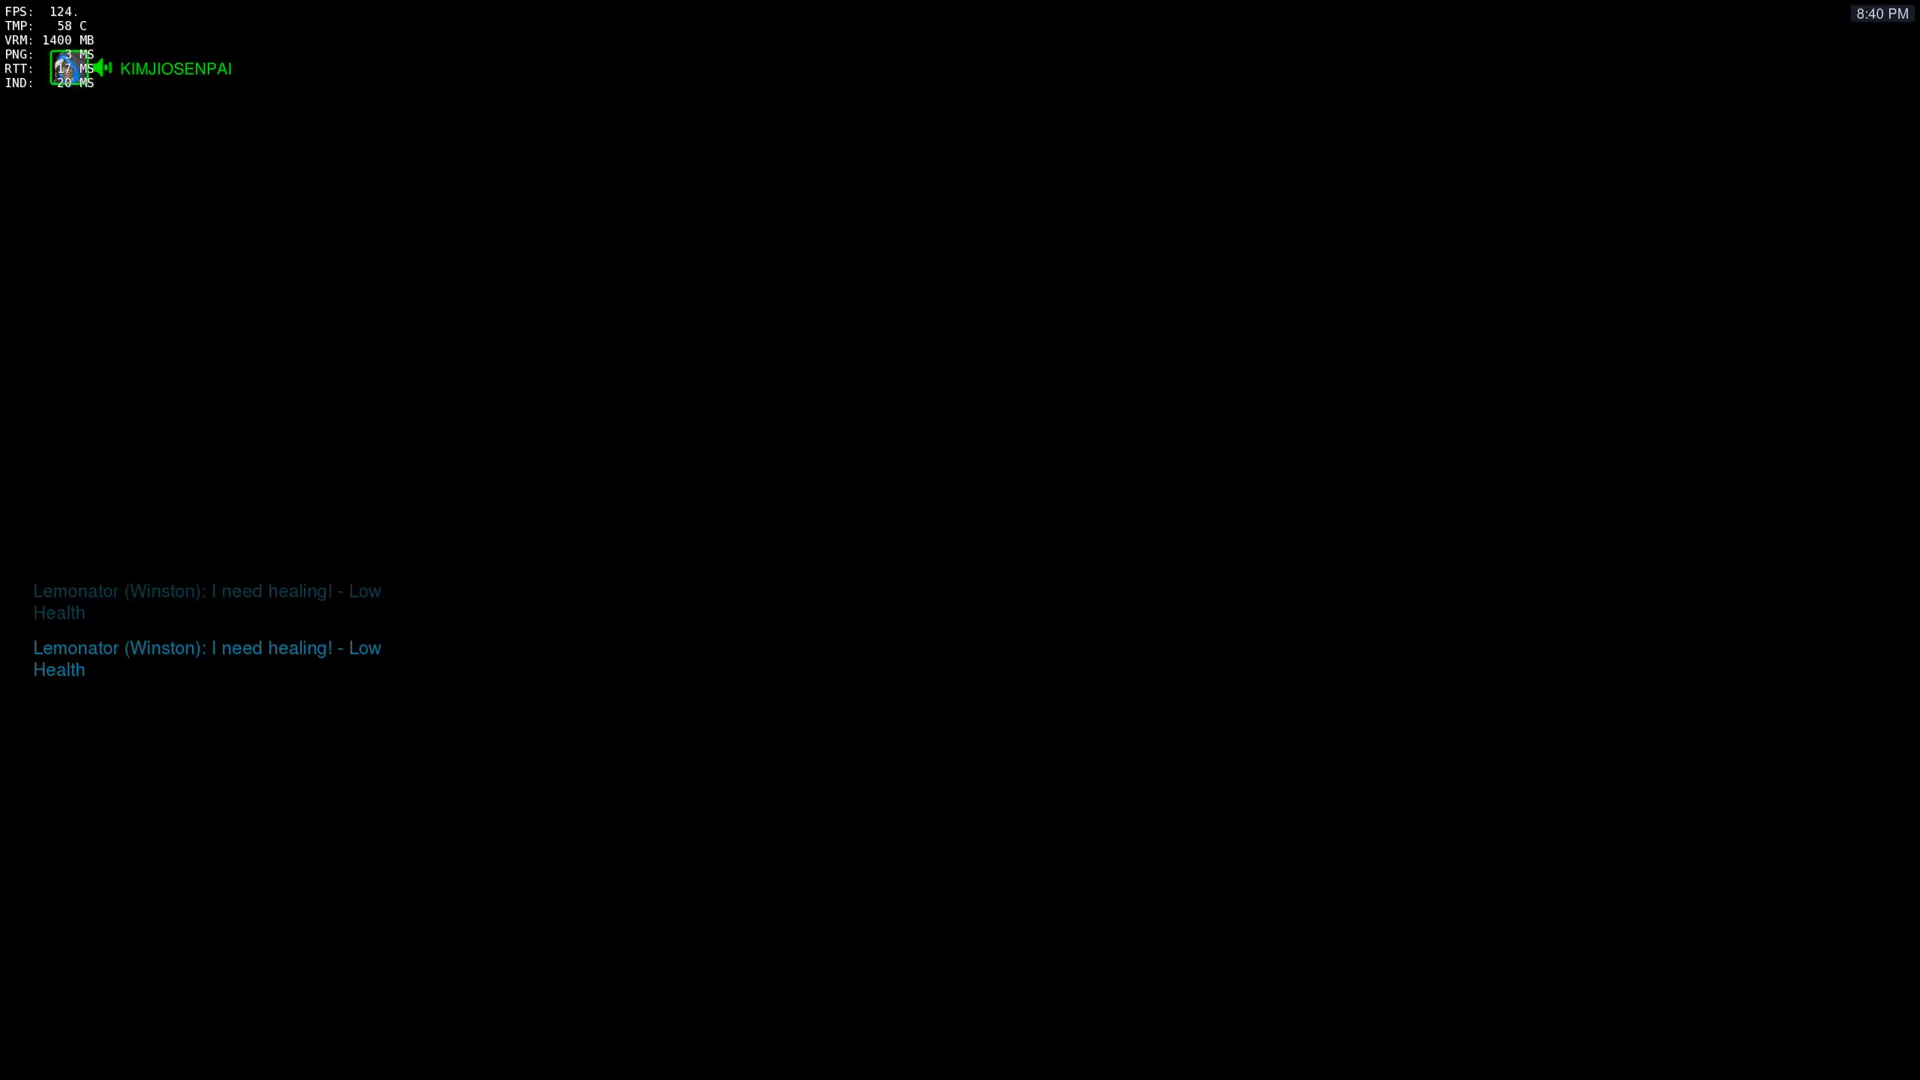 FPS: 124.
8:40 PM
TMP: 58 C
VRM: 1400 MB
PNG: 3 MS
RTT: 17 MS
KIMJIOSENPAI
IND: 20 MS
Lemonator (Winston): I need healing! - Low
Health
Lemonator (Winston): I need healing! - Low
Health